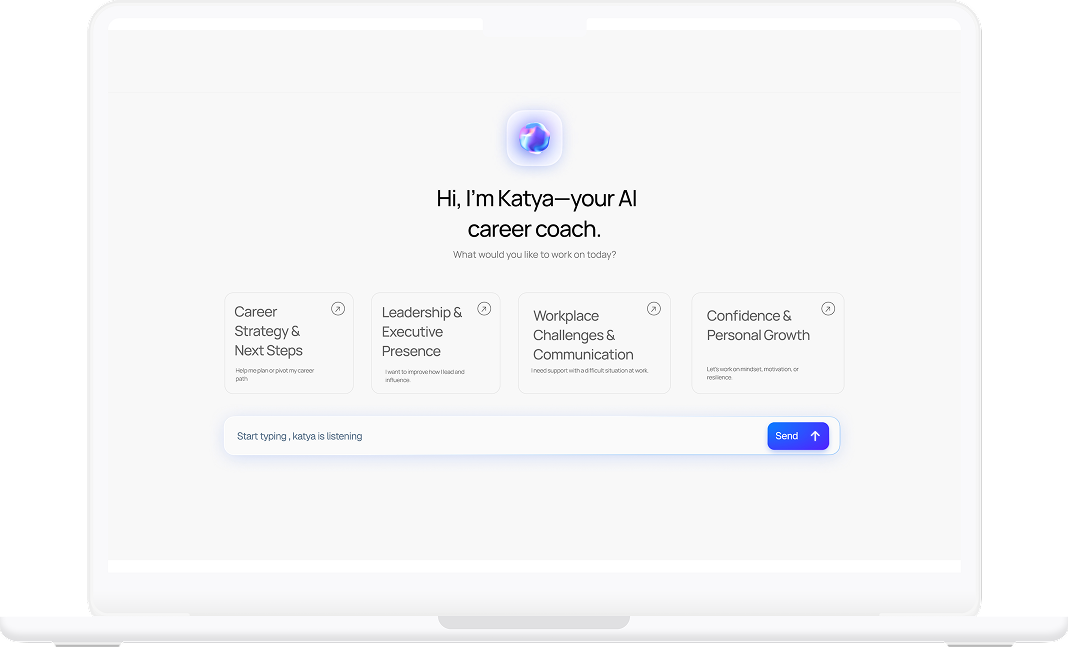 Hi, I'm Katya—your AI
career coach.
What would you like to work on today?
Career
Strategy &
Next Steps
Help me plan or pivot my career
path
Leadership &
Executive
Presence
I want to improve how I lead and
influence.
Workplace
Challenges &
Communication
I need support with a difficult situation at work.
Confidence &
Personal Growth
Let's work on mindset, motivation, or
resilience.
Start typing , katya is listening
Send